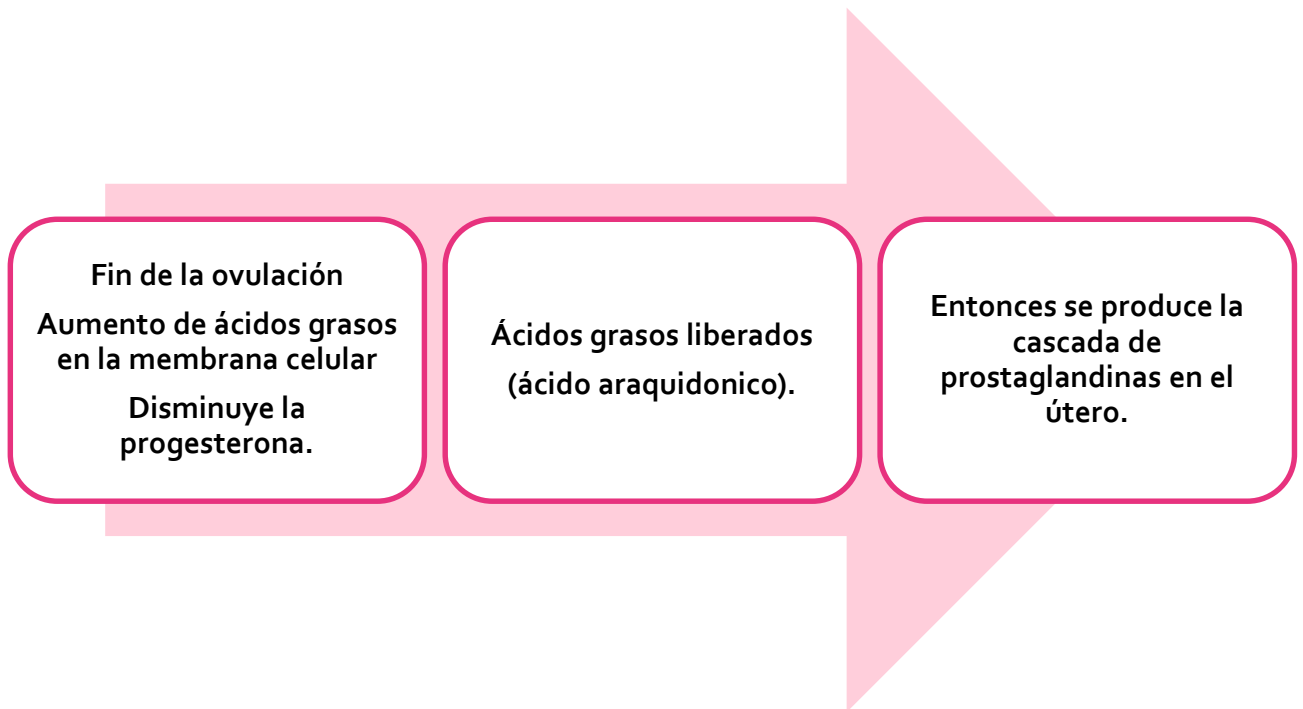 Fin de la ovulación
Aumento de ácidos grasos
en la membrana celular
Disminuye la
progesterona.
Ácidos grasos liberados
(ácido araquidonico).
Entonces se produce la
cascada de
prostaglandinas en el
útero.